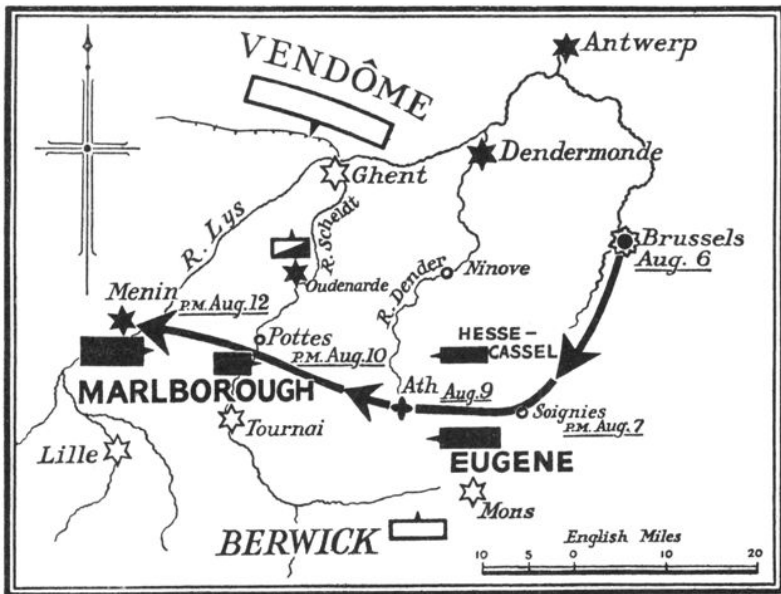 VENDÔME
Antwerp
Dendermonde
Ghent
R. Lys
R. Scheldt
Brussels
Aug. 6
Oudenarde
R. Dender
Ninove
Menin
P.M. Aug. 12
Pottes
P.M. Aug. 10
HESSE-
CASSEL
MARLBOROUGH
Ath
Aug. 9
Soignies
P.M. Aug. 7
Tournai
Lille
EUGENE
Mons
BERWICK
English Miles
10 5 0 10 20